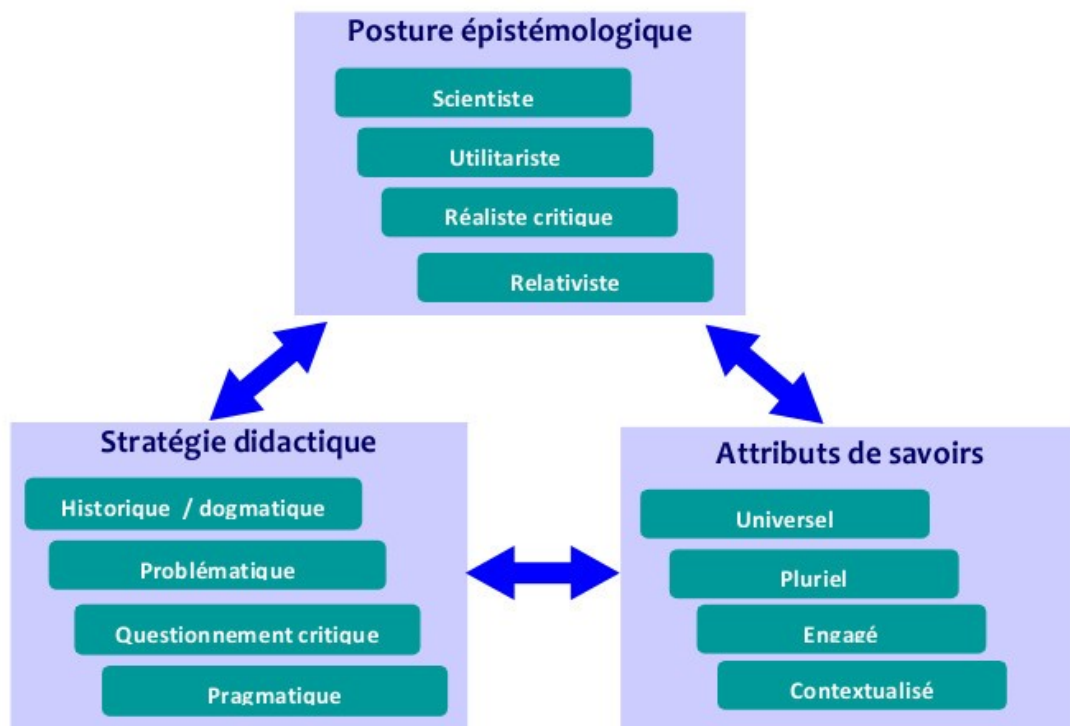 Posture épistémologique
Scientiste
Utilitariste
Réaliste critique
Relativiste
Stratégie didactique
Historique / dogmatique
Problématique
Questionnement critique
Pragmatique
Attributs de savoirs
Universel
Pluriel
Engagé
Contextualisé